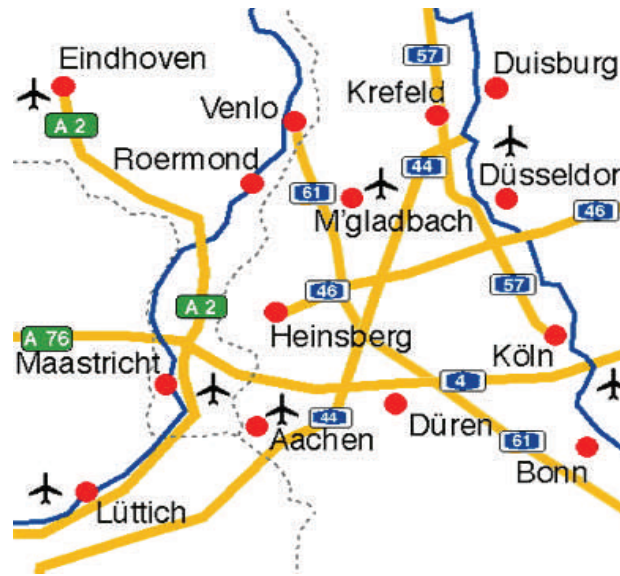 57
Eindhoven
Duisburg
Venlo
Krefeld
A 2
Roermond
44
61
Düsseldor
M'gladbach
46
46
A 2
57
Heinsberg
A 76
Köln
Maastricht
4
44
Düren
Aachen
61
Bonn
Lüttich